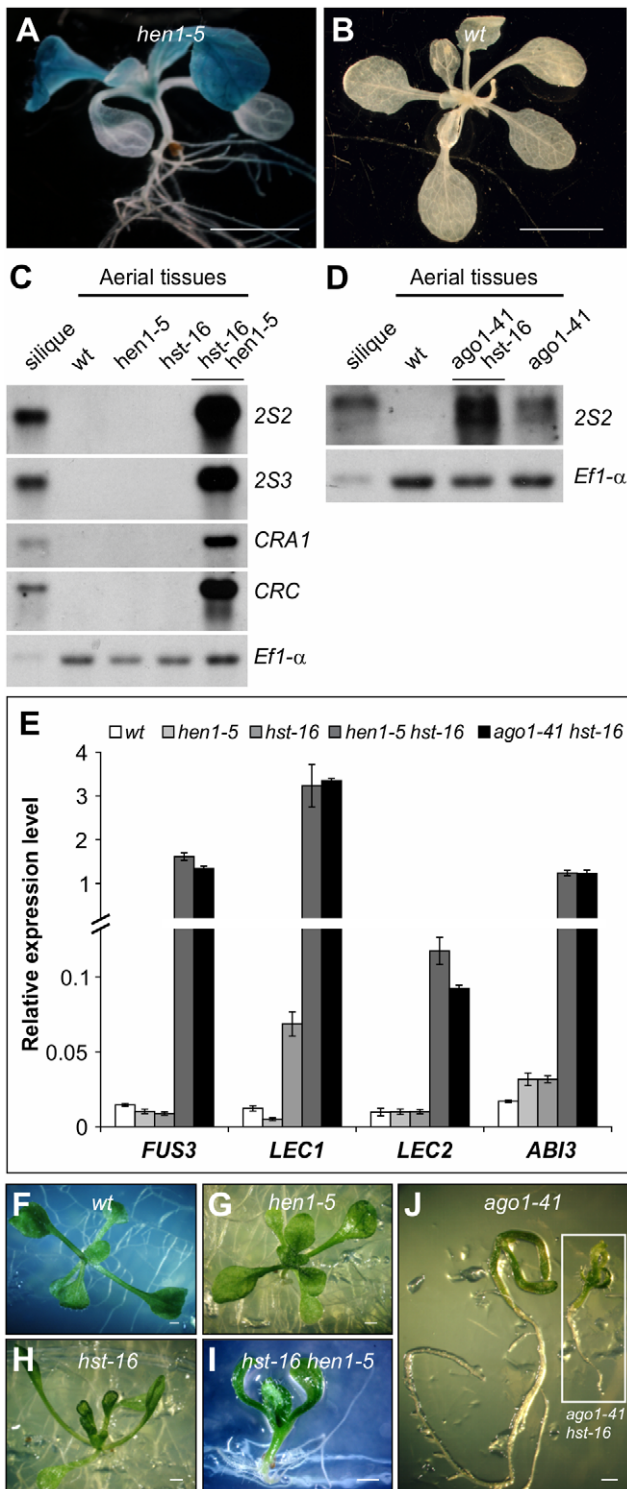 A
hen1-5
B
wt
C
Aerial tissues
silique
wt
hen1-5
hst-16
hst-16
hen1-5
2S2
2S3
CRA1
CRC
Ef1-α
D
Aerial tissues
silique
wt
ago1-41
hst-16
ago1-41
2S2
Ef1-α
E
wt hen1-5 hst-16 hen1-5 hst-16 ago1-41 hst-16
Relative expression level
4
3
2
1
0.1
0.05
0
FUS3 LEC1 LEC2 ABI3
F
wt
G
hen1-5
H
hst-16
I
hst-16 hen1-5
J
ago1-41
ago1-41
hst-16